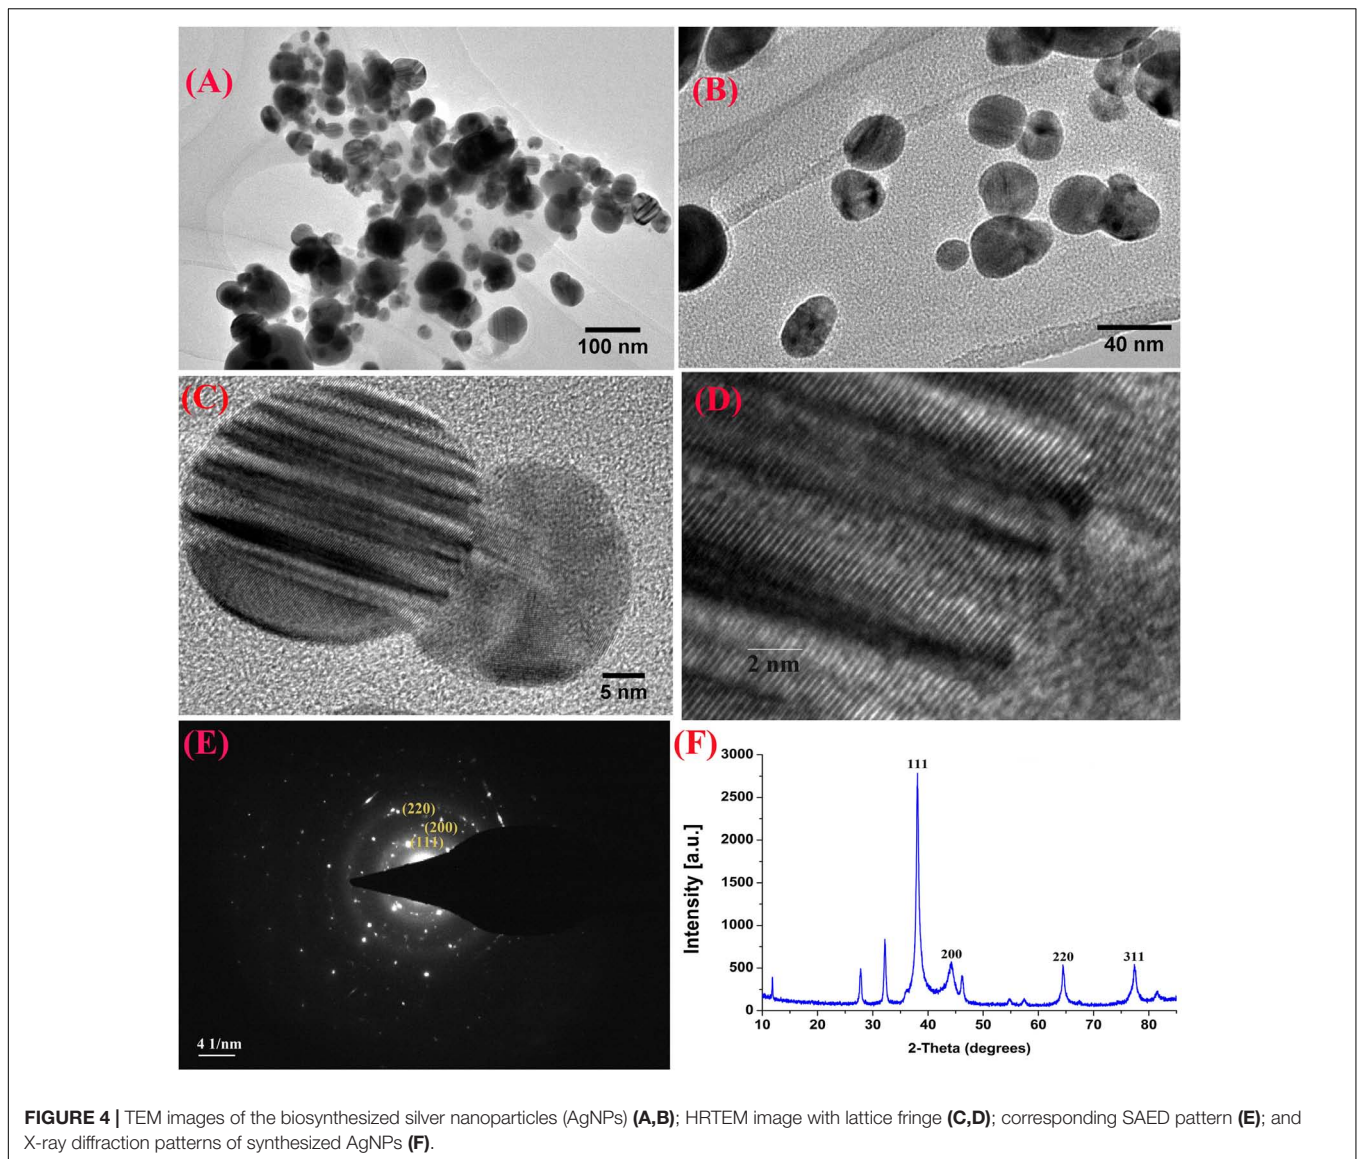 (A)
100 nm
(B)
40 nm
(C)
5 nm
(D)
2 nm
(E)
(220)
(200)
(111)
4 1/nm
(F)
3000
2500
2000
1500
1000
500
0
Intensity [a.u.]
111
200
220
311
10 20 30 40 50 60 70 80
2-Theta (degrees)
FIGURE 4 | TEM images of the biosynthesized silver nanoparticles (AgNPs) (A,B); HRTEM image with lattice fringe (C,D); corresponding SAED pattern (E); and
X-ray diffraction patterns of synthesized AgNPs (F).